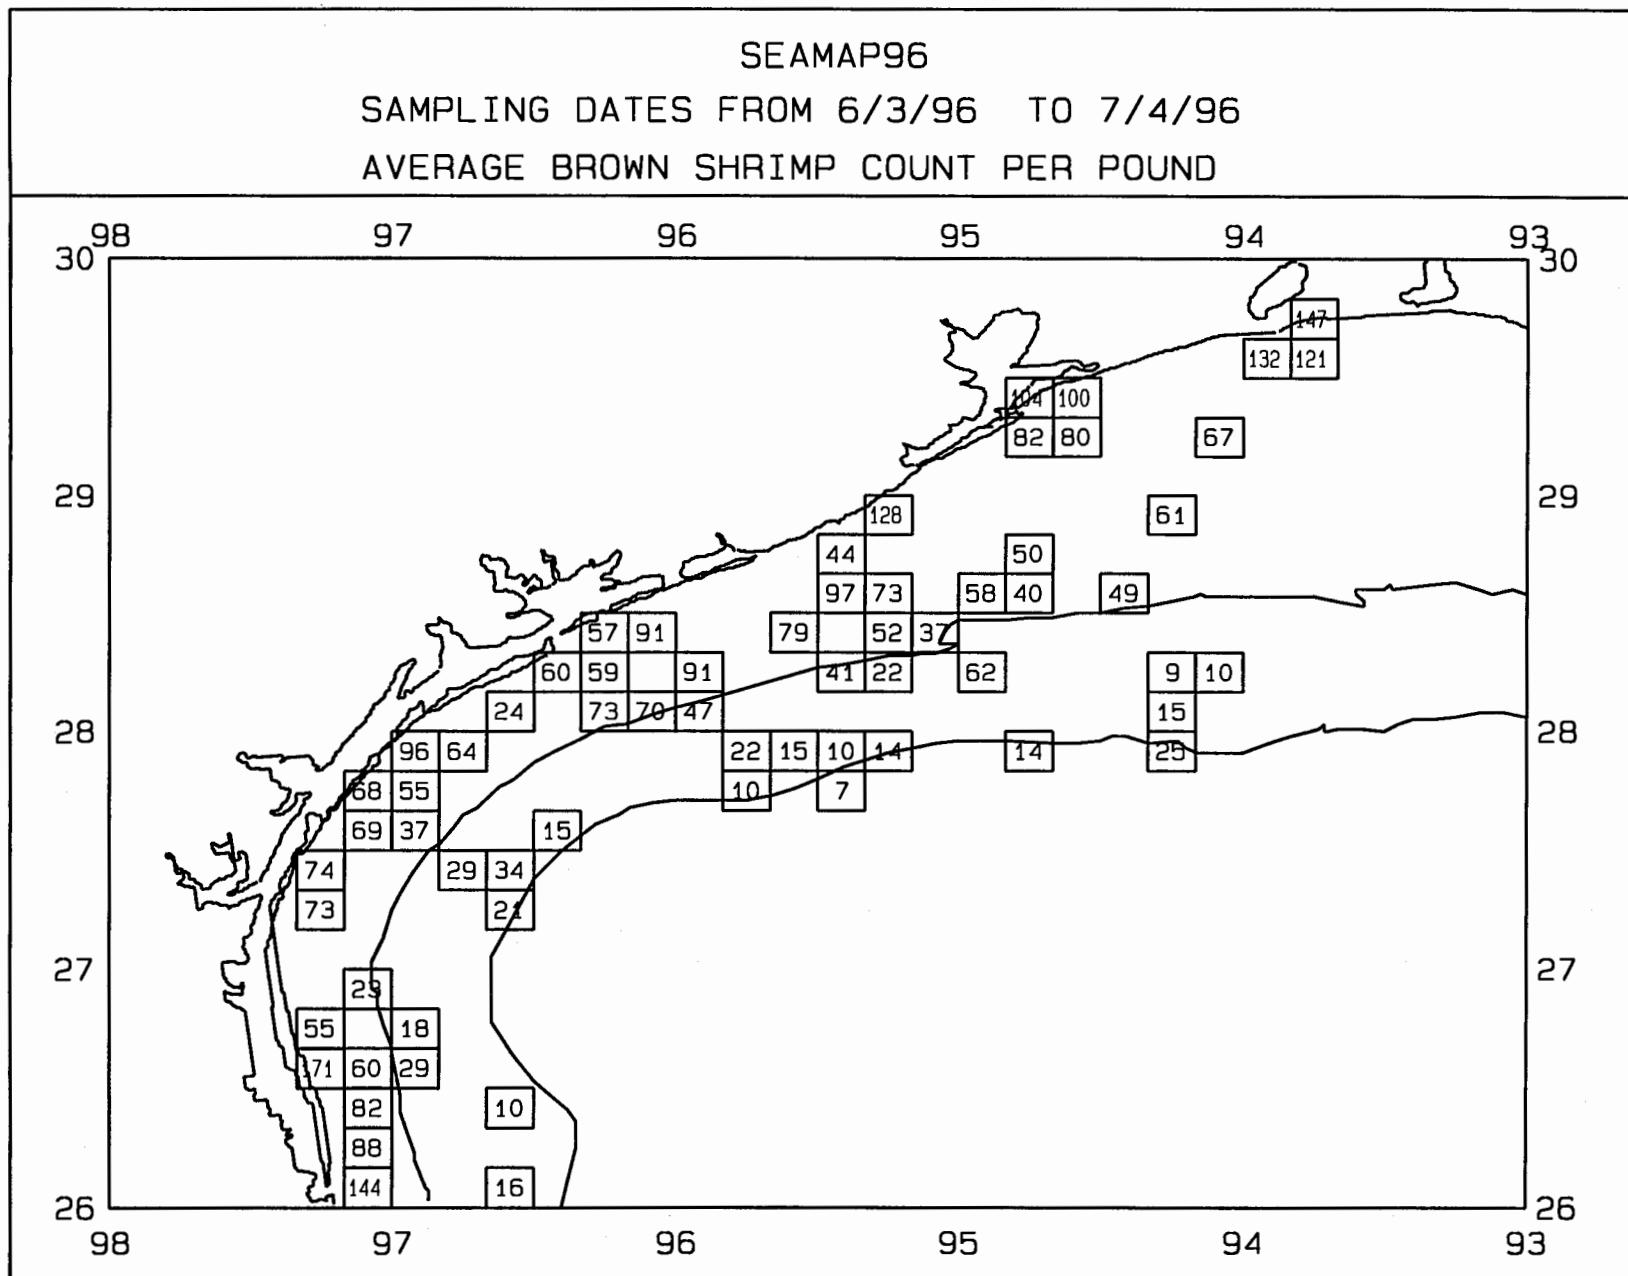 SEAMAP96
SAMPLING DATES FROM 6/3/96 TO 7/4/96
AVERAGE BROWN SHRIMP COUNT PER POUND
98 97 96 95 94 93
30 30
147
132 121
104 100
82 80 67
29 29
128 61
44 50
97 73 58 40 49
57 91 79 52 37
60 59 91 41 22 62 9 10
24 73 70 47 15
28 28
96 64 22 15 10 14 14 25
68 55 10 7
69 37 15
74 29 34
73 21
27 27
23
55 18
71 60 29
82 10
88
144 16
26 26
98 97 96 95 94 93